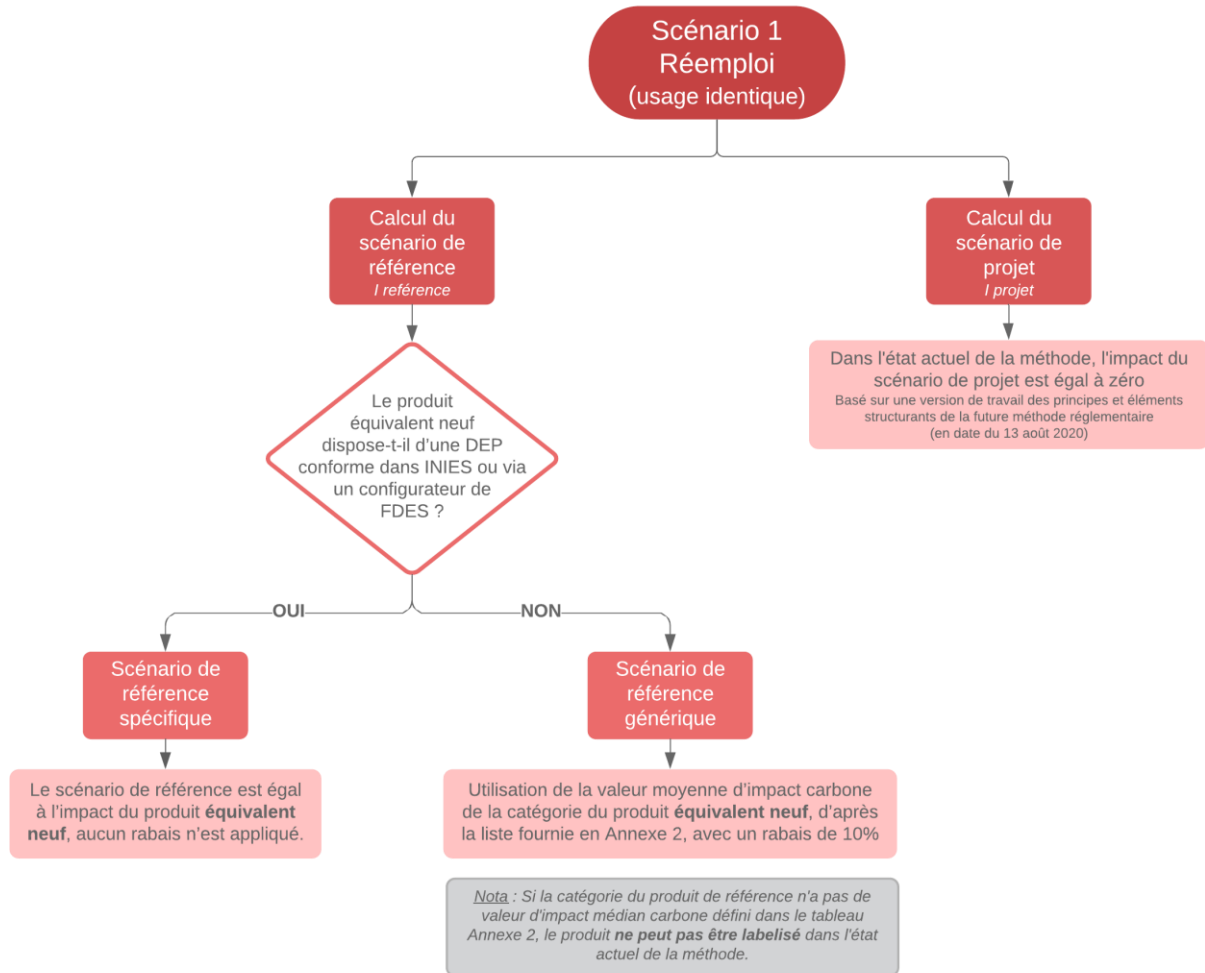 Scénario 1
Réemploi
(usage identique)
Calcul du
scénario de
référence
I reférence
Calcul du
scénario de
projet
I projet
Dans l'état actuel de la méthode, l'impact du
scénario de projet est égal à zéro
Basé sur une version de travail des principes et éléments
structurants de la future méthode réglementaire
(en date du 13 août 2020)
Le produit
équivalent neuf
dispose-t-il d’une DEP
conforme dans INIES ou via
un configurateur de
FDES ?
OUI
NON
Scénario de
référence
spécifique
Scénario de
référence
générique
Le scénario de référence est égal
à l’impact du produit équivalent
neuf, aucun rabais n’est appliqué.
Utilisation de la valeur moyenne d’impact carbone
de la catégorie du produit équivalent neuf, d’après
la liste fournie en Annexe 2, avec un rabais de 10%
Nota : Si la catégorie du produit de référence n'a pas de
valeur d'impact médian carbone défini dans le tableau
Annexe 2, le produit ne peut pas être labelisé dans l'état
actuel de la méthode.